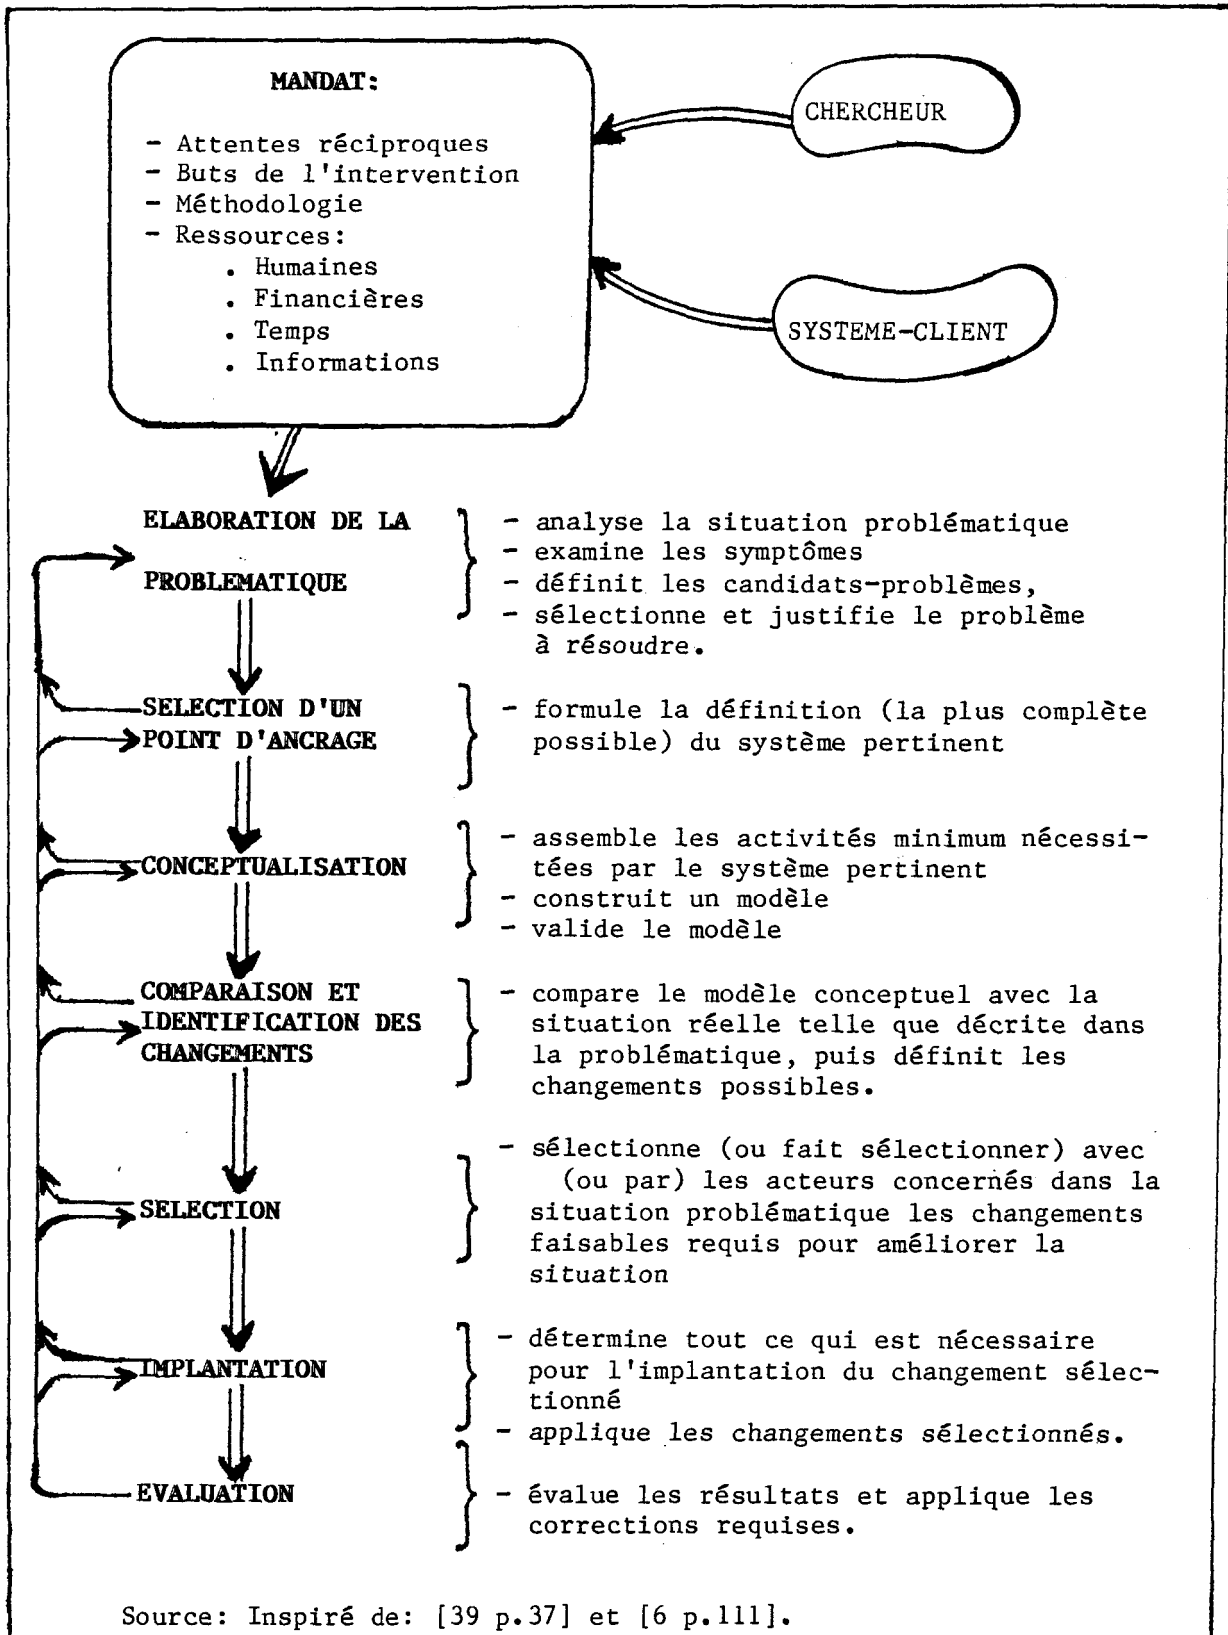 MANDAT:
- Attentes réciproques
- Buts de l'intervention
- Méthodologie
- Ressources:
. Humaines
. Financières
. Temps
. Informations
CHERCHEUR
SYSTEME-CLIENT
ELABORATION DE LA
PROBLEMATIQUE
- analyse la situation problématique
- examine les symptômes
- définit les candidats-problèmes,
- sélectionne et justifie le problème
à résoudre.
SELECTION D'UN
POINT D'ANCRAGE
- formule la définition (la plus complète
possible) du système pertinent
CONCEPTUALISATION
- assemble les activités minimum nécessi-
tées par le système pertinent
- construit un modèle
- valide le modèle
COMPARAISON ET
IDENTIFICATION DES
CHANGEMENTS
- compare le modèle conceptuel avec la
situation réelle telle que décrite dans
la problématique, puis définit les
changements possibles.
SELECTION
- sélectionne (ou fait sélectionner) avec
(ou par) les acteurs concernés dans la
situation problématique les changements
faisables requis pour améliorer la
situation
IMPLANTATION
- détermine tout ce qui est nécessaire
pour l'implantation du changement sélec-
tionné
- applique les changements sélectionnés.
EVALUATION
- évalue les résultats et applique les
corrections requises.
Source: Inspiré de: [39 p.37] et [6 p.111].